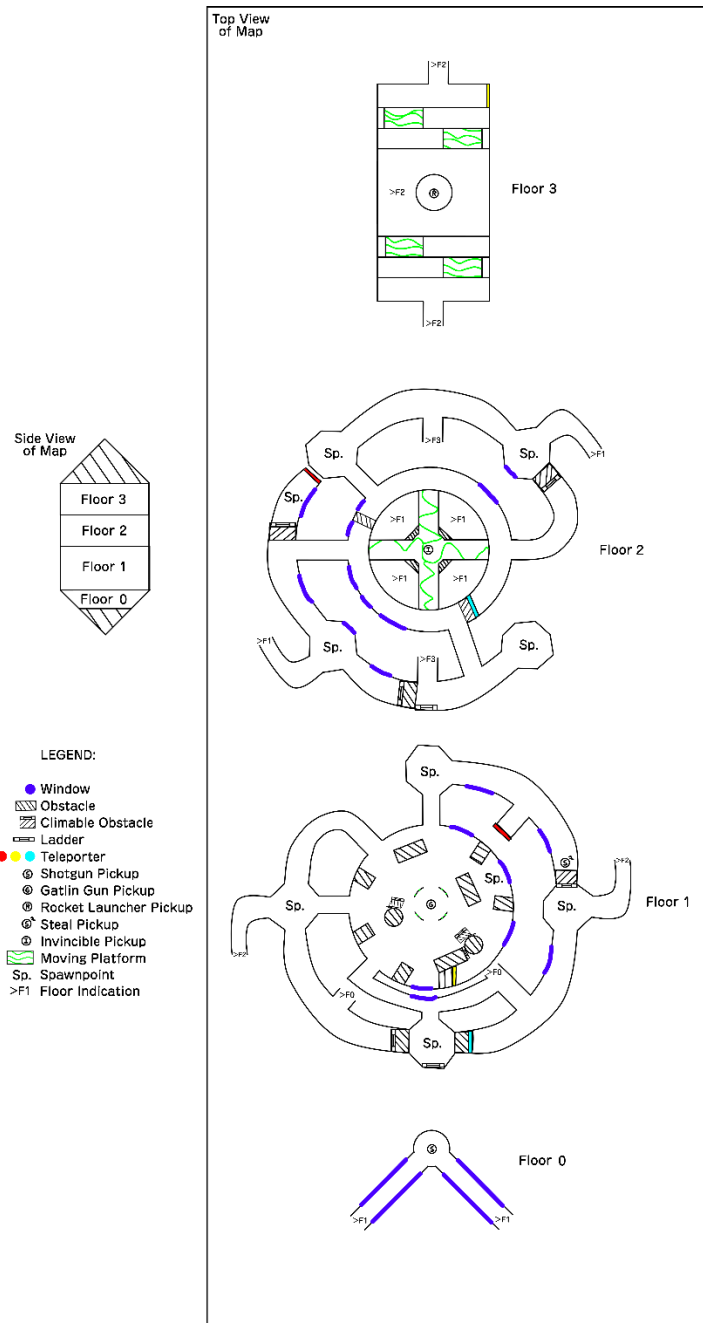 Top View
of Map
>F2
>F2
R
Floor 3
>F2
Side View
of Map
Floor 3
Floor 2
Floor 1
Floor 0
Sp.
>F3
Sp.
>F1
Sp.
>F1
>F1
I
>F1
>F1
Floor 2
>F1
Sp.
>F3
Sp.
LEGEND:
Window
Obstacle
Climable Obstacle
Ladder
Teleporter
S Shotgun Pickup
G Gatlin Gun Pickup
R Rocket Launcher Pickup
S Steal Pickup
I Invincible Pickup
Moving Platform
Sp. Spawnpoint
>F1 Floor Indication
Sp.
S
>F2
Sp.
Sp.
G
Sp.
Floor 1
>F2
>F0
>F0
Sp.
S
Floor 0
>F1
>F1